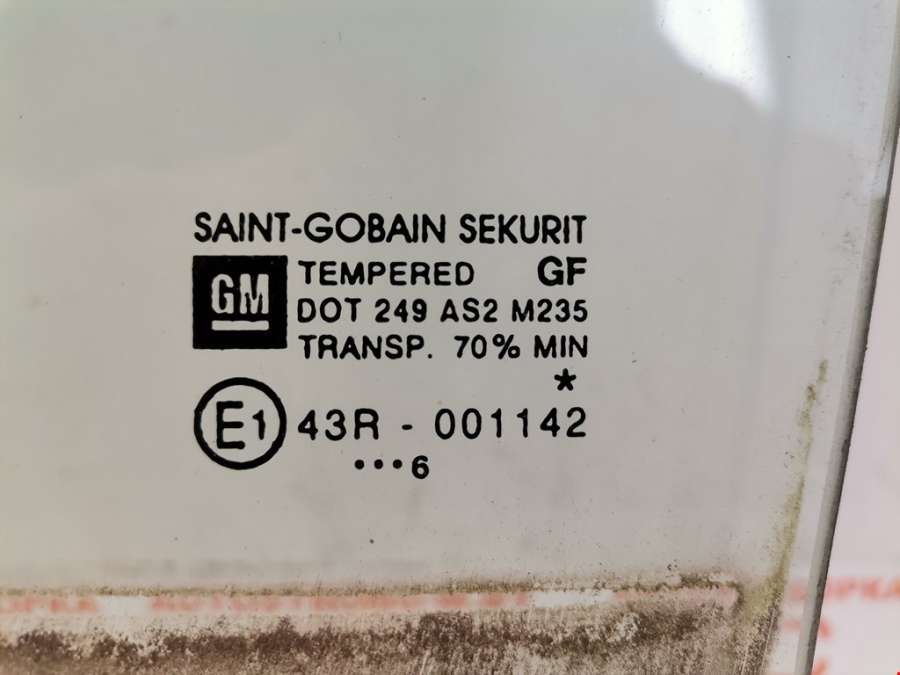 SAINT-GOBAIN SEKURIT
GM TEMPERED GF
DOT 249 AS2 M235
TRANSP. 70% MIN
*
E1 43R - 001142
•••6